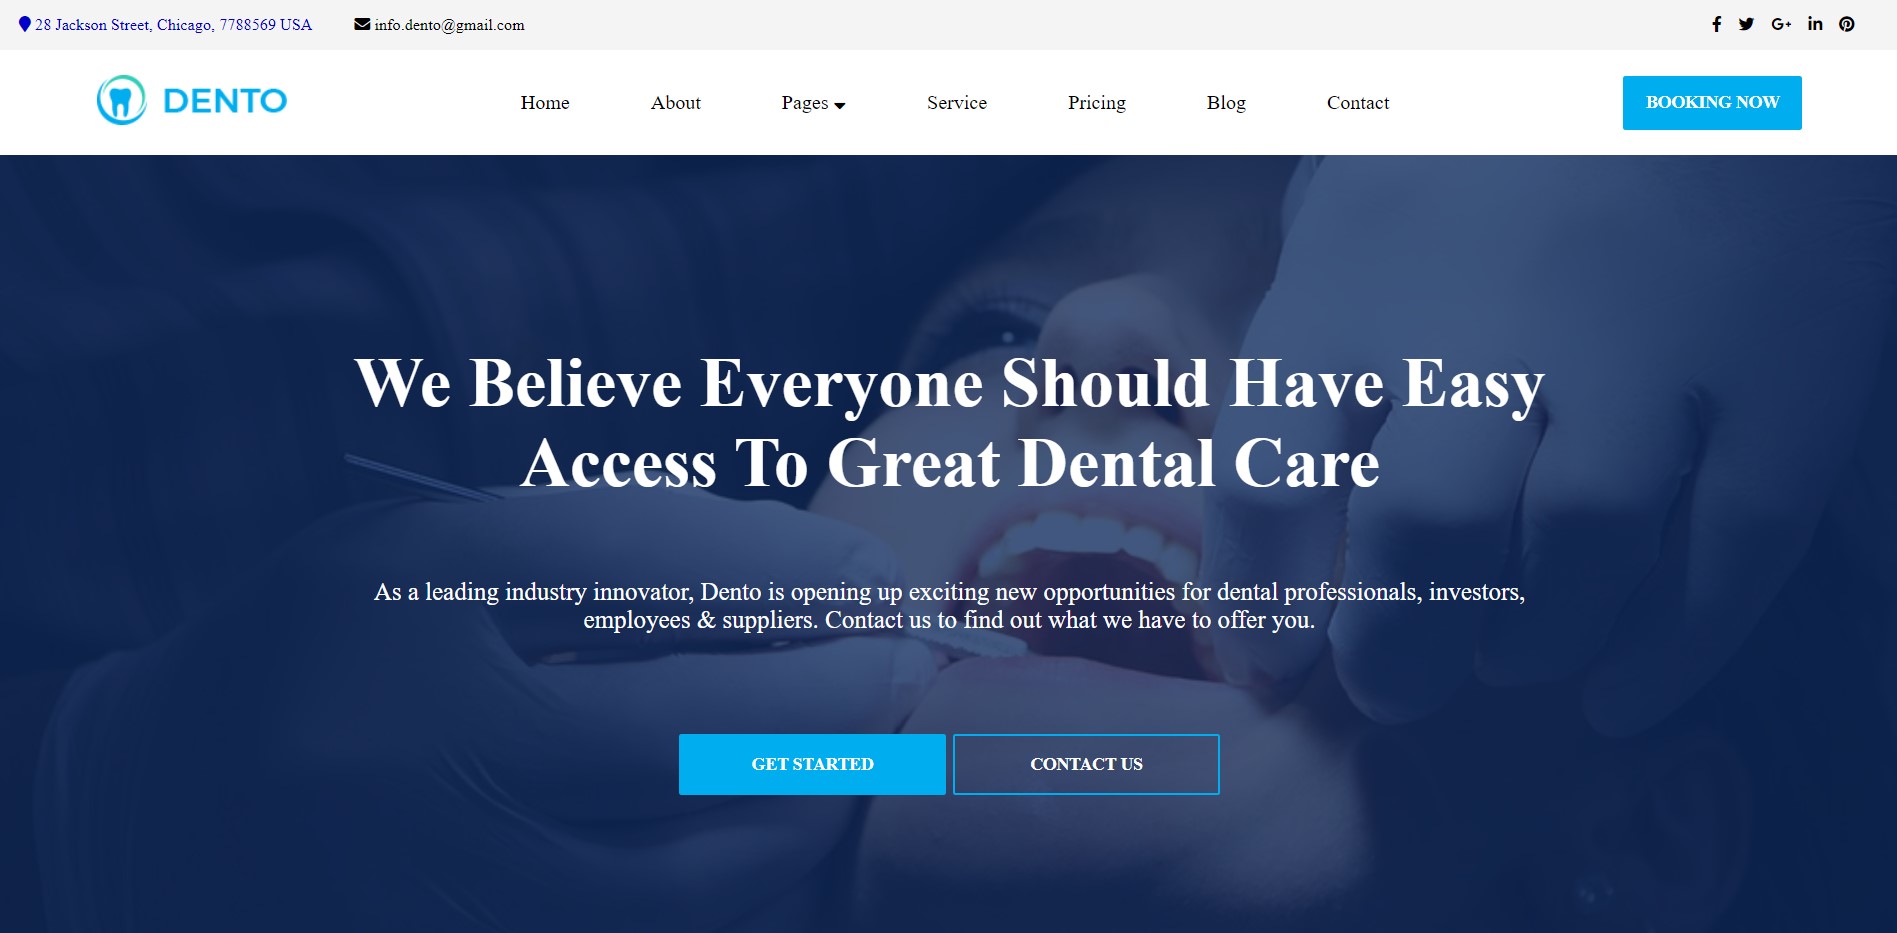 28 Jackson Street, Chicago, 7788569 USA
info.dento@gmail.com
DENTO
Home
About
Pages
Service
Pricing
Blog
Contact
BOOKING NOW
We Believe Everyone Should Have Easy
Access To Great Dental Care
As a leading industry innovator, Dento is opening up exciting new opportunities for dental professionals, investors,
employees & suppliers. Contact us to find out what we have to offer you.
GET STARTED
CONTACT US